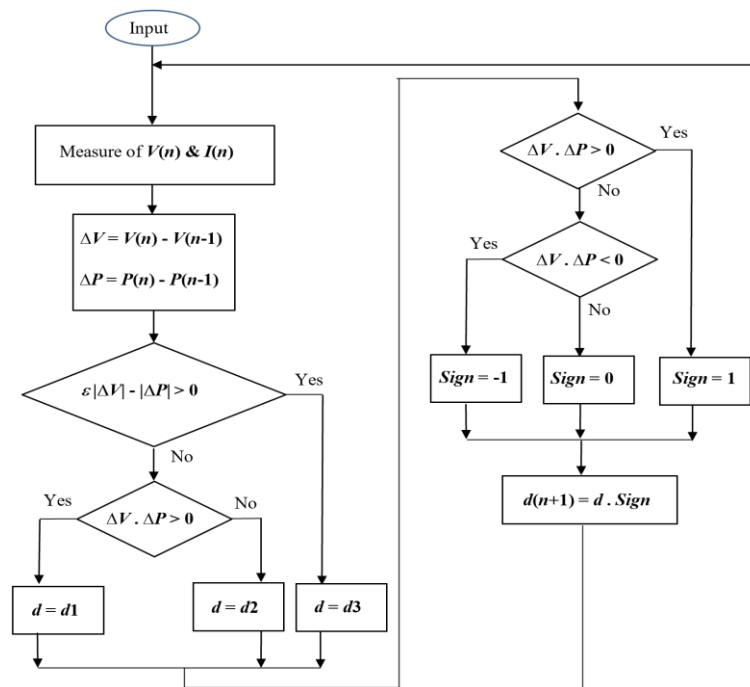 Input
Measure of V(n) & I(n)
ΔV = V(n) - V(n-1)
ΔP = P(n) - P(n-1)
ε|ΔV| - |ΔP| > 0
Yes
No
Yes
ΔV . ΔP > 0
No
d = d1
d = d2
d = d3
ΔV . ΔP > 0
Yes
No
Yes
ΔV . ΔP < 0
No
Sign = -1
Sign = 0
Sign = 1
d(n+1) = d . Sign